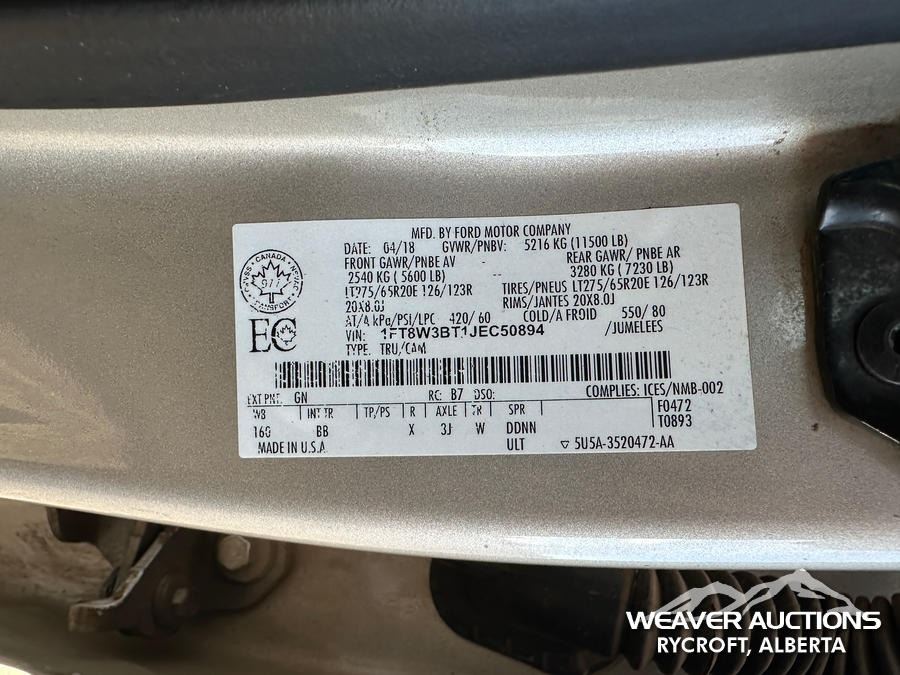 MFD. BY FORD MOTOR COMPANY
DATE: 04/18 GVWR/PNBV: 5216 KG (11500 LB)
FRONT GAWR/PNBE AV REAR GAWR/ PNBE AR
2540 KG ( 5600 LB) 3280 KG ( 7230 LB)
LT275/65R20E 126/123R TIRES/PNEUS LT275/65R20E 126/123R
20X8.0J RIMS/JANTES 20X8.0J
AT/A kPa/PSI/LPC 420/ 60 COLD/A FROID 550/ 80
VIN: 1FT8W3BT1JEC50894 /JUMELEES
TYPE: TRU/CAM
CANADA
TRANSPORT
EC
EXT PNT: GN RC: B7 DSO: COMPLIES: ICES/NMB-002
WB INT TR TP/PS R AXLE TR SPR F0472
160 BB X 3J W DDNN T0893
MADE IN U.S.A ULT ▽ 5U5A-3520472-AA
WEAVER AUCTIONS
RYCROFT, ALBERTA